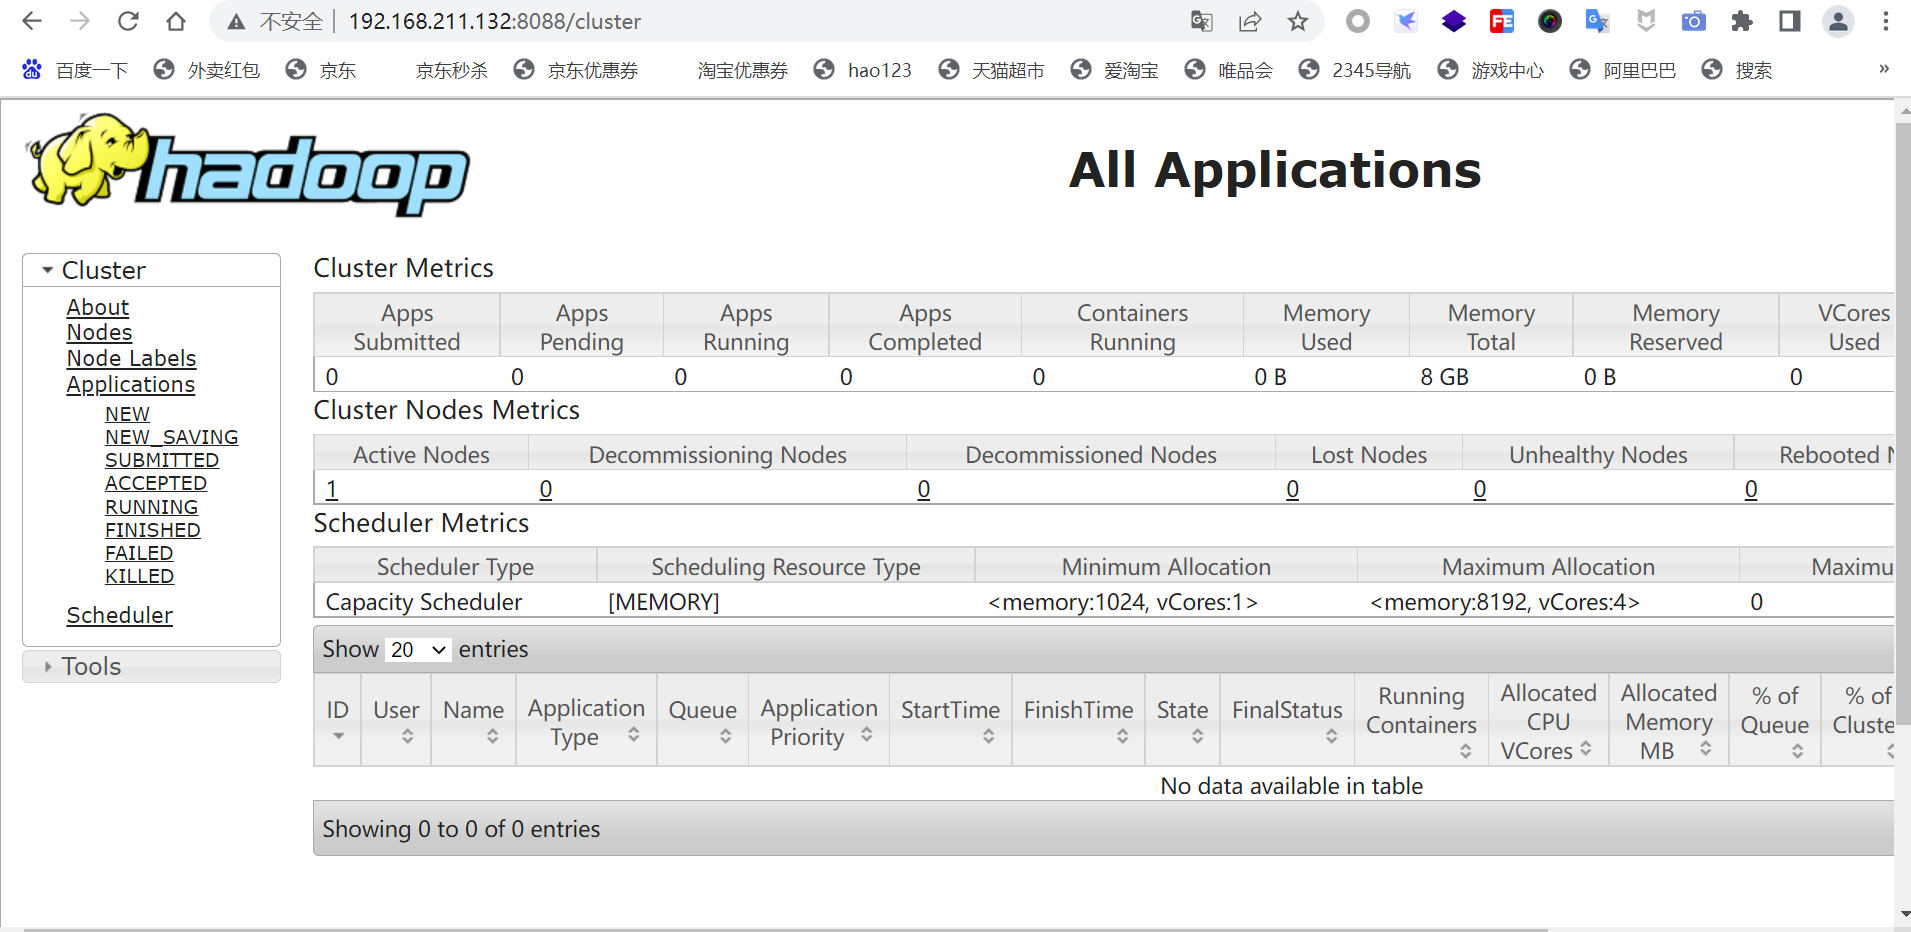 不安全 192.168.211.132:8088/cluster
百度一下 外卖红包 京东 京东秒杀 京东优惠券 淘宝优惠券 hao123 天猫超市 爱淘宝 唯品会 2345导航 游戏中心 阿里巴巴 搜索 »
hadoop
All Applications
Cluster
About
Nodes
Node Labels
Applications
NEW
NEW_SAVING
SUBMITTED
ACCEPTED
RUNNING
FINISHED
FAILED
KILLED
Scheduler
Tools
Cluster Metrics
Apps Submitted Apps Pending Apps Running Apps Completed Containers Running Memory Used Memory Total Memory Reserved VCores Used
0 0 0 0 0 0 B 8 GB 0 B 0
Cluster Nodes Metrics
Active Nodes Decommissioning Nodes Decommissioned Nodes Lost Nodes Unhealthy Nodes Rebooted N
1 0 0 0 0 0
Scheduler Metrics
Scheduler Type Scheduling Resource Type Minimum Allocation Maximum Allocation Maximu
Capacity Scheduler [MEMORY] <memory:1024, vCores:1> <memory:8192, vCores:4> 0
Show 20 entries
ID User Name Application Type Queue Application Priority StartTime FinishTime State FinalStatus Running Containers Allocated CPU VCores Allocated Memory MB % of Queue % of Cluste
No data available in table
Showing 0 to 0 of 0 entries